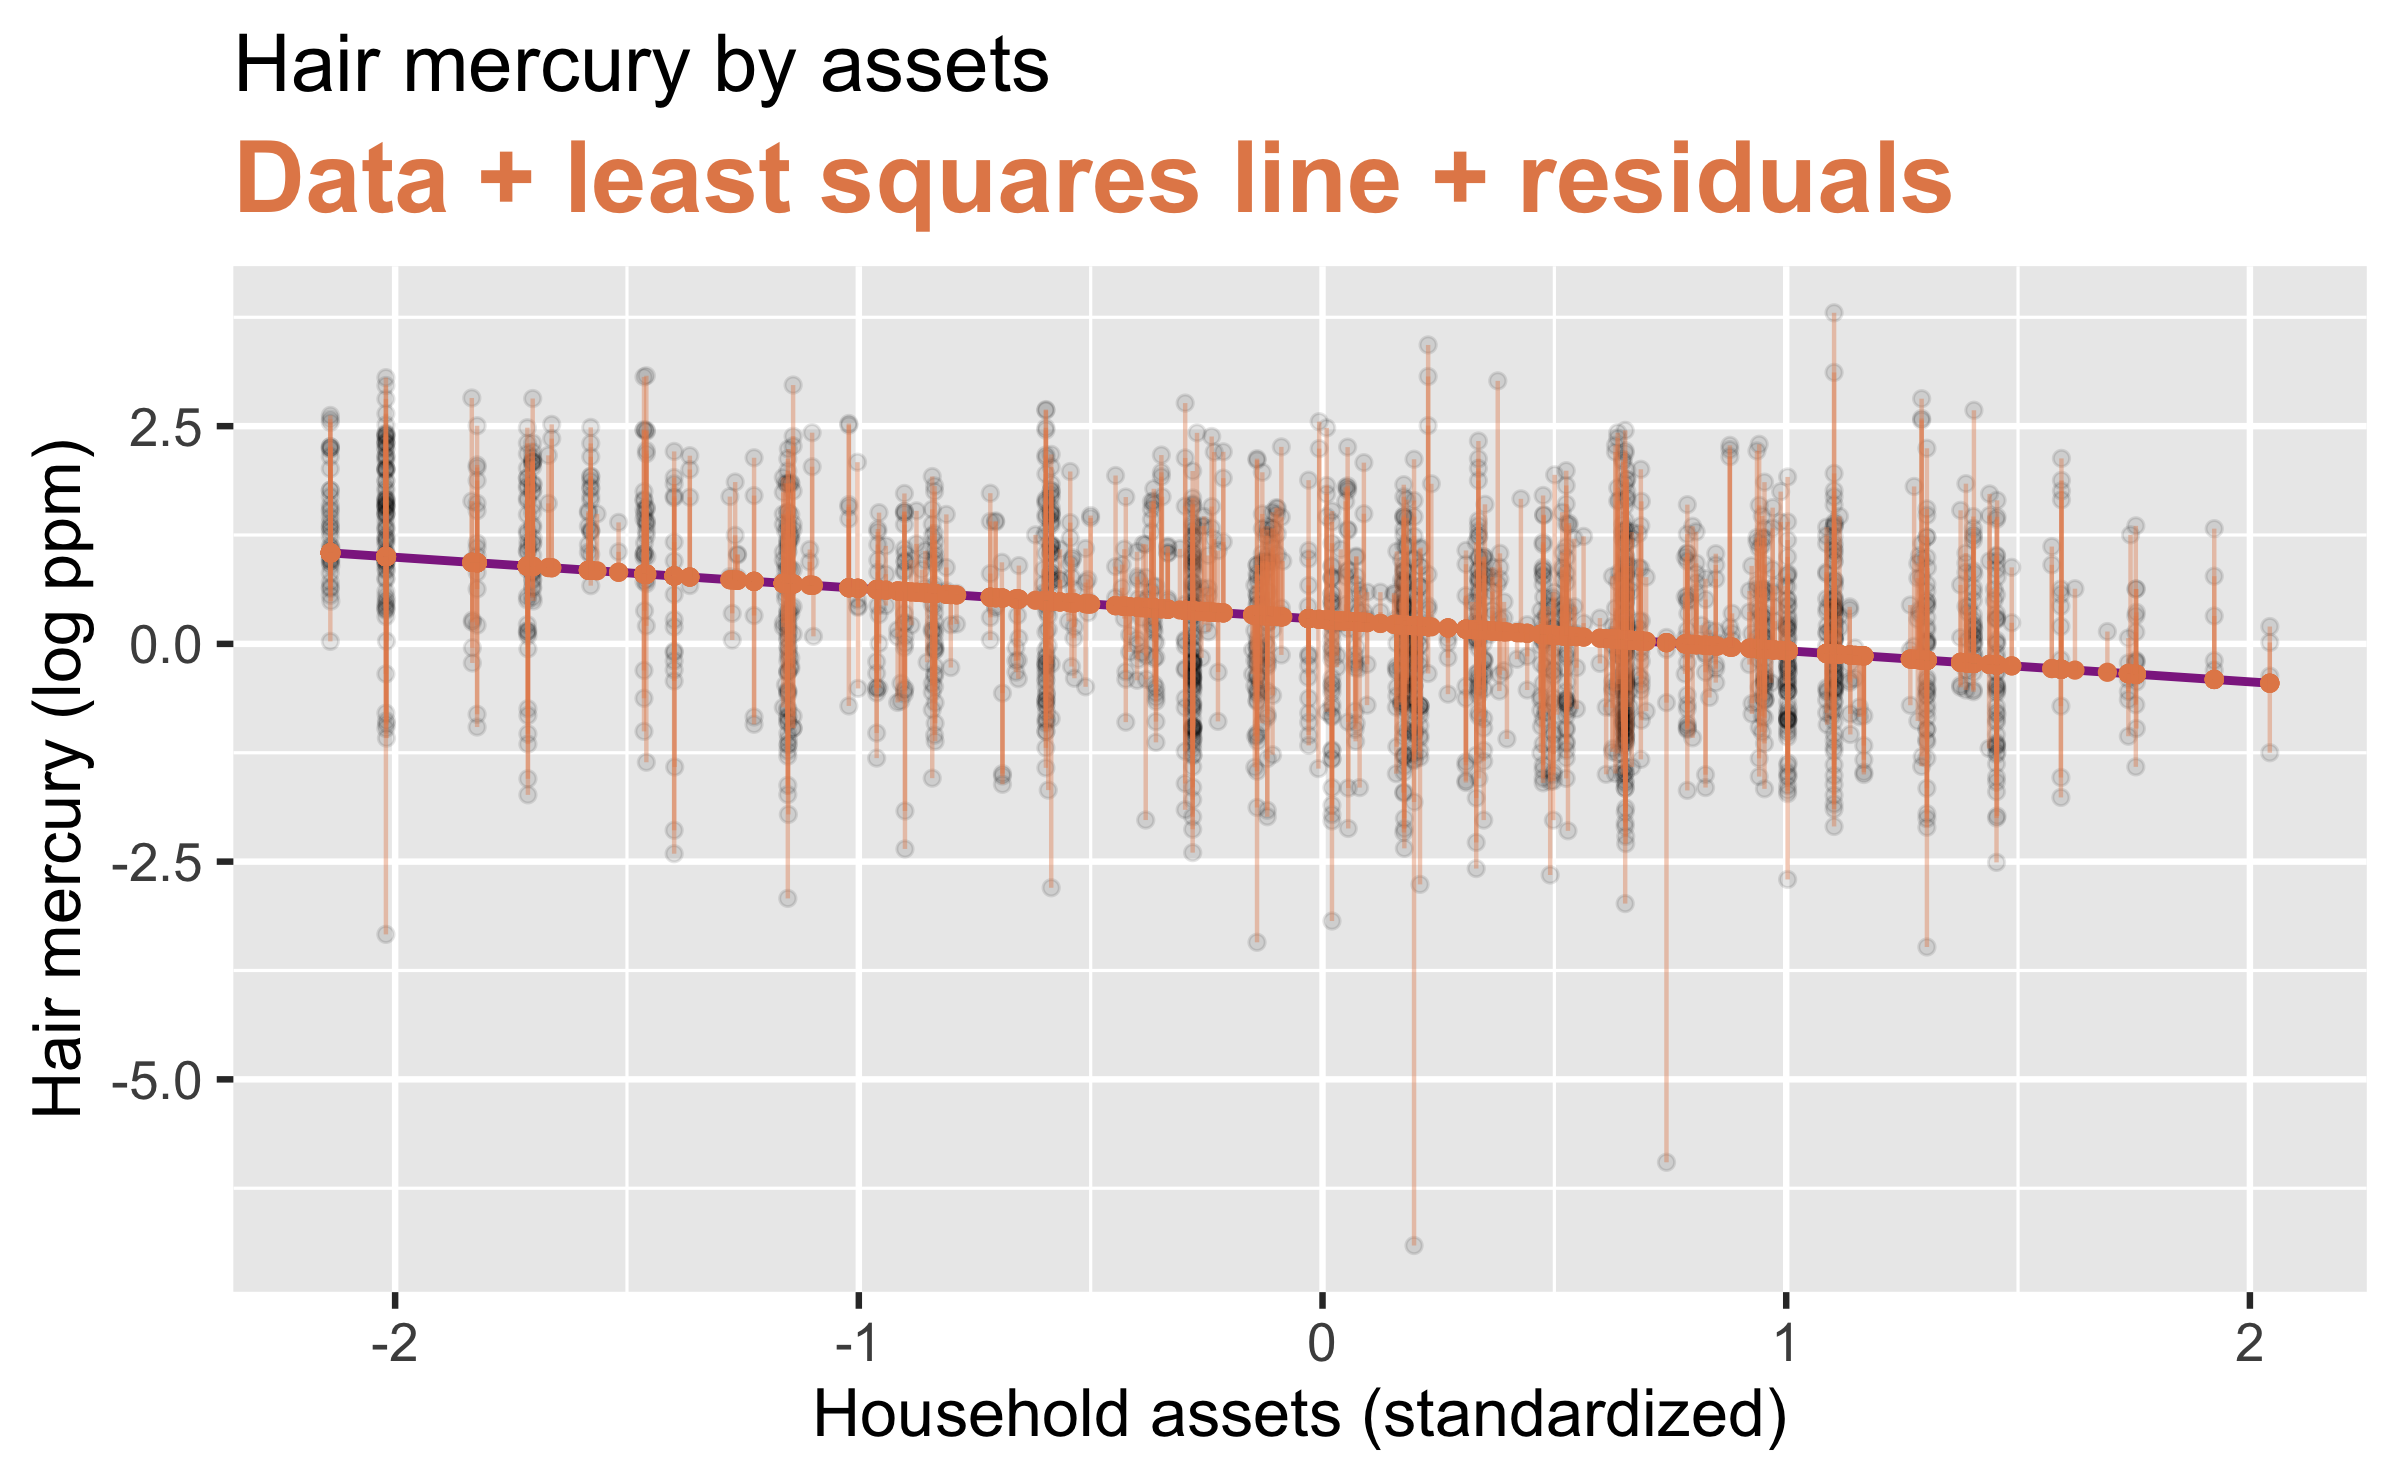 Hair mercury by assets
Data + least squares line + residuals
Hair mercury (log ppm)
2.5
0.0
-2.5
-5.0
-2
-1
0
1
2
Household assets (standardized)